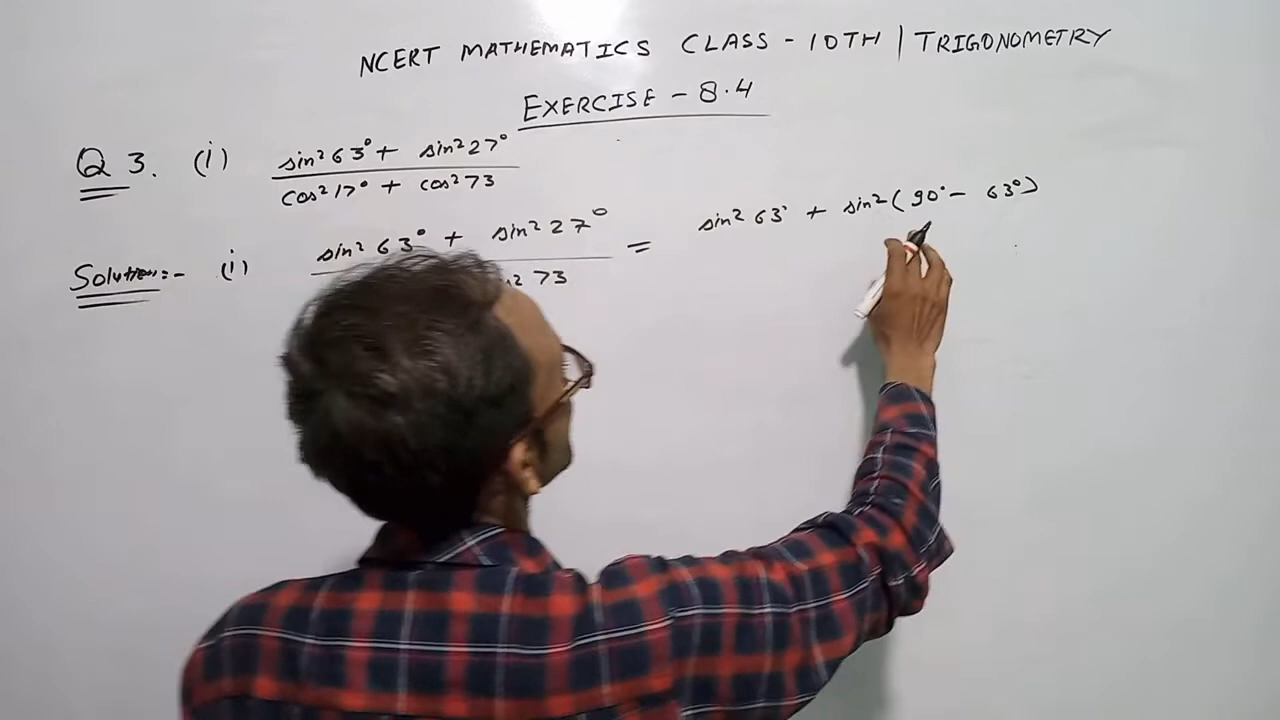 NCERT MATHEMATICS CLASS - 10TH | TRIGONOMETRY
EXERCISE - 8.4
Q 3. (i) sin² 63° + sin² 27°
cos² 17° + cos² 73
Solution:- (i) sin² 63° + sin² 27° = sin² 63° + sin² (90° - 63°)
73